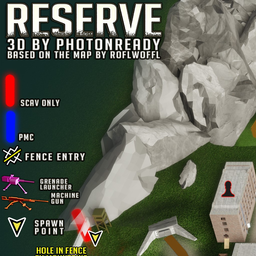 RESERVE
3D BY PHOTONREADY
BASED ON THE MAP BY ROFLWOFFL
SCAV ONLY
PMC
FENCE ENTRY
GRENADE
LAUNCHER
MACHINE
GUN
SPAWN
POINT
HOLE IN FENCE